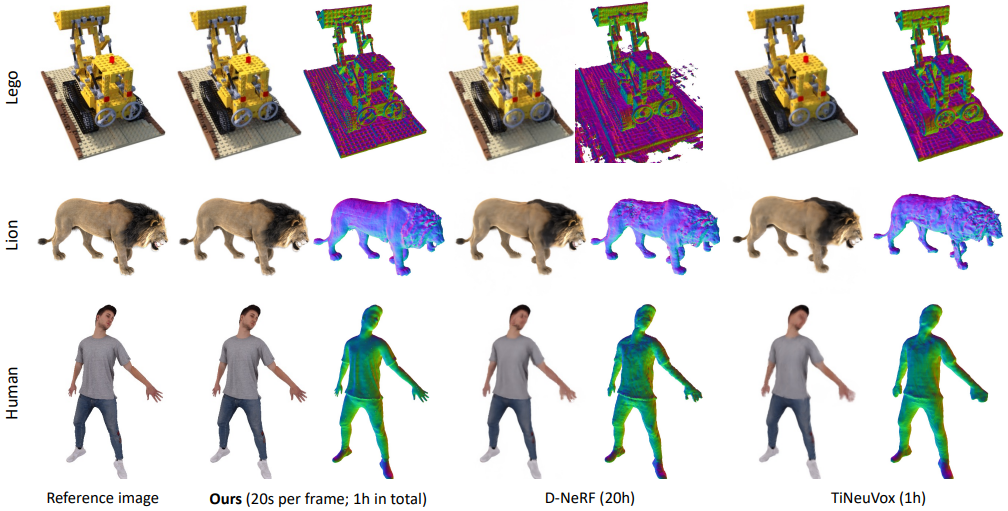 Lego
Lion
Human
Reference image
Ours (20s per frame; 1h in total)
D-NeRF (20h)
TiNeuVox (1h)